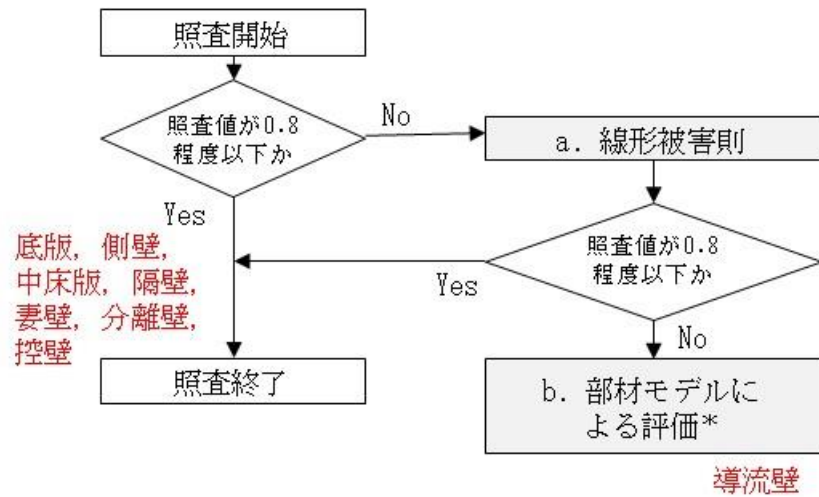 照査開始
照査値が0.8
程度以下か
No
a. 線形被害則
Yes
底版, 側壁,
中床版, 隔壁,
妻壁, 分離壁,
控壁
照査値が0.8
程度以下か
Yes
No
照査終了
b. 部材モデルに
よる評価*
導流壁